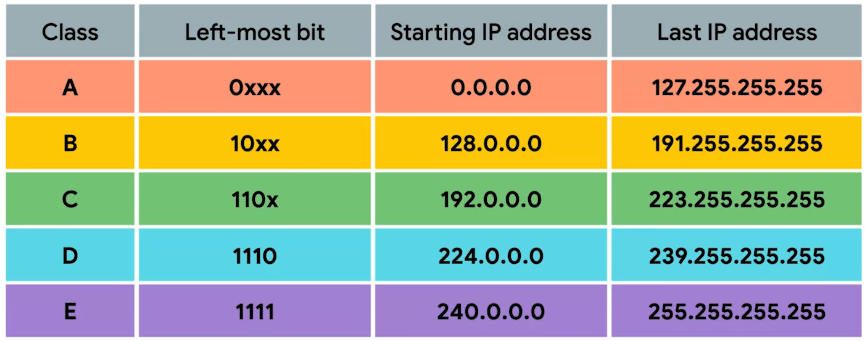 Class Left-most bit Starting IP address Last IP address
A 0xxx 0.0.0.0 127.255.255.255
B 10xx 128.0.0.0 191.255.255.255
C 110x 192.0.0.0 223.255.255.255
D 1110 224.0.0.0 239.255.255.255
E 1111 240.0.0.0 255.255.255.255